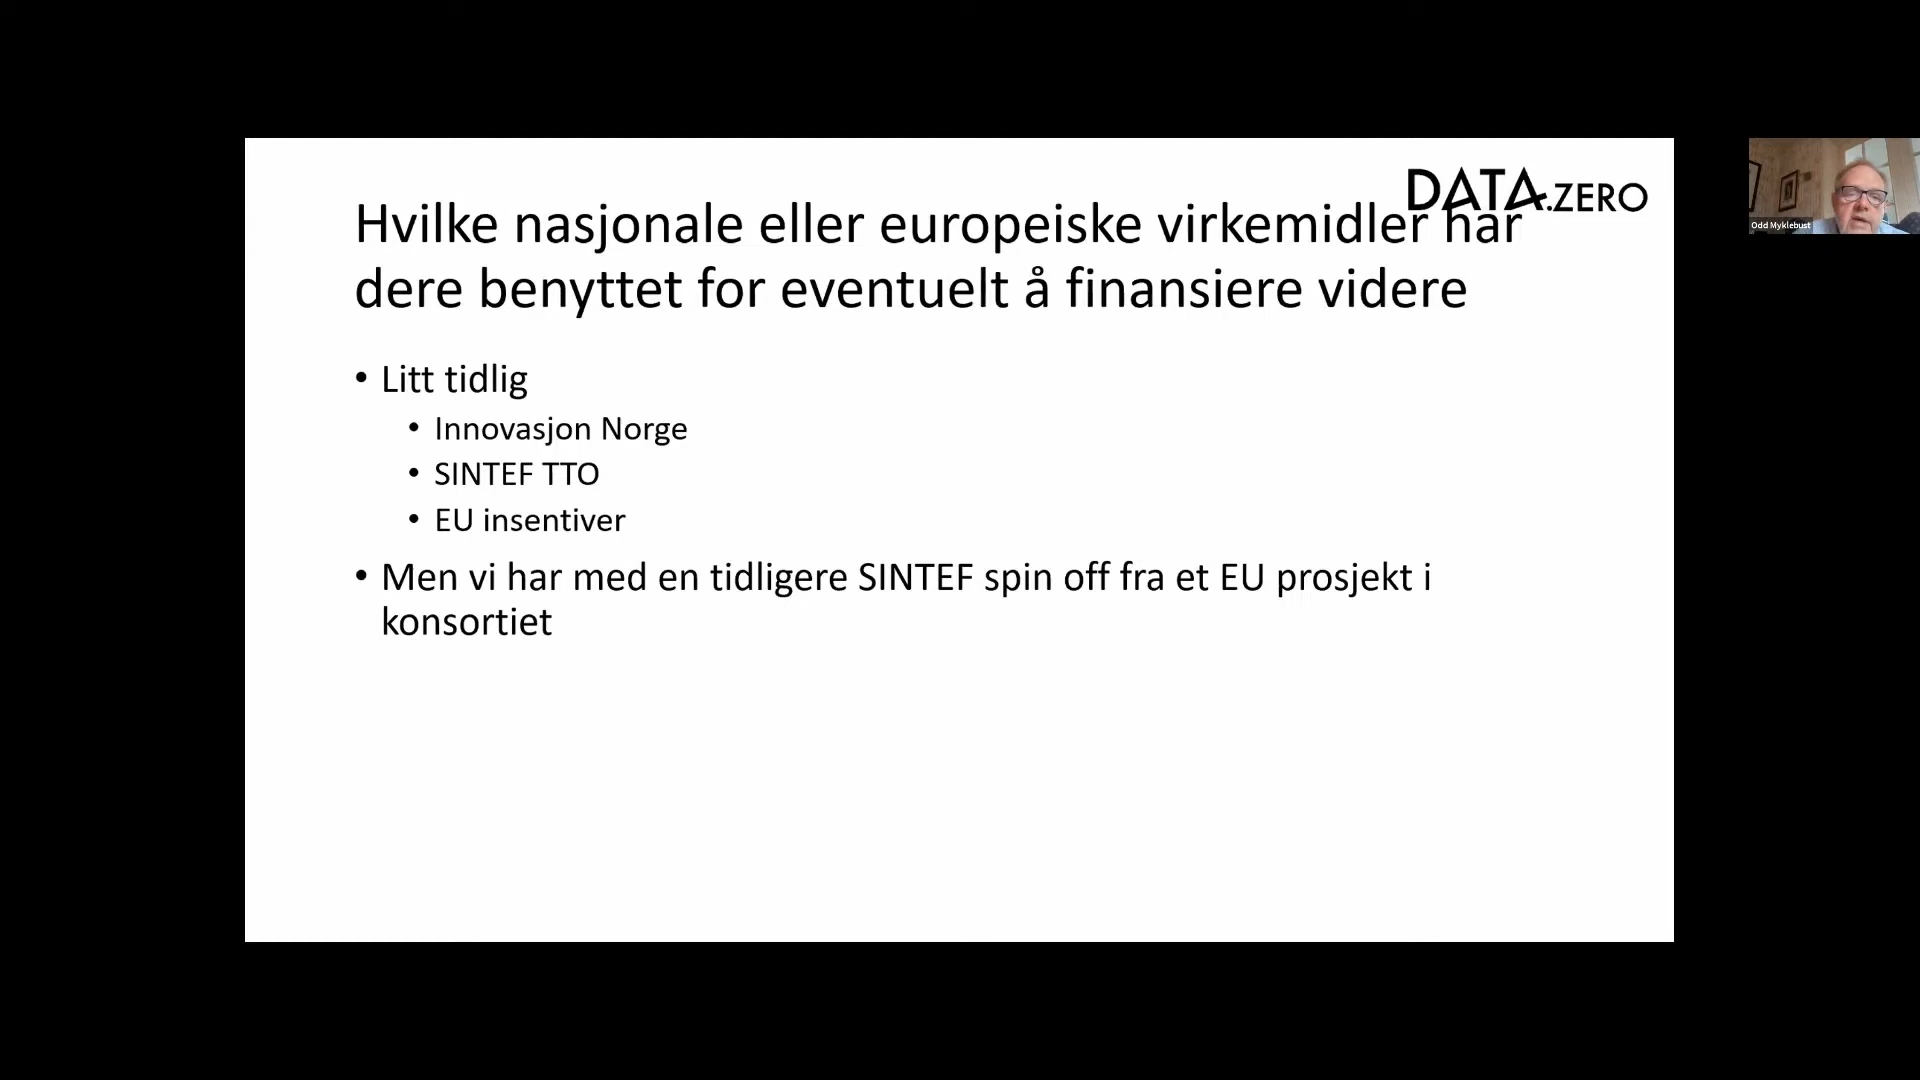 DATA.ZERO
Hvilke nasjonale eller europeiske virkemidler har
dere benyttet for eventuelt å finansiere videre
• Litt tidlig
• Innovasjon Norge
• SINTEF TTO
• EU insentiver
• Men vi har med en tidligere SINTEF spin off fra et EU prosjekt i
konsortiet
Odd Myklebust